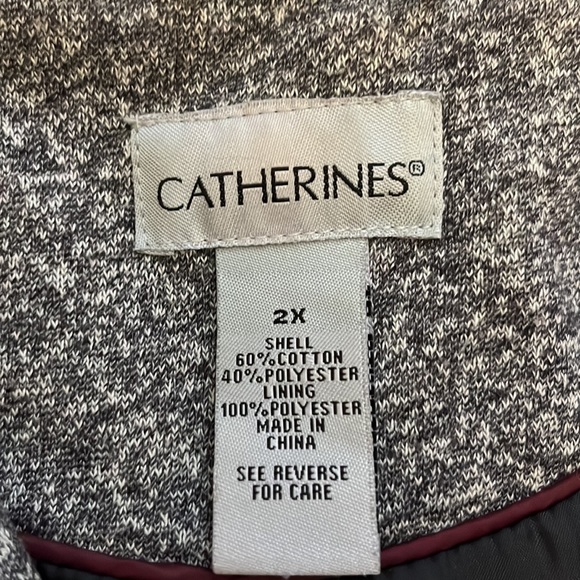 CATHERINES®
2X
SHELL
60%COTTON
40%POLYESTER
LINING
100%POLYESTER
MADE IN
CHINA
SEE REVERSE
FOR CARE